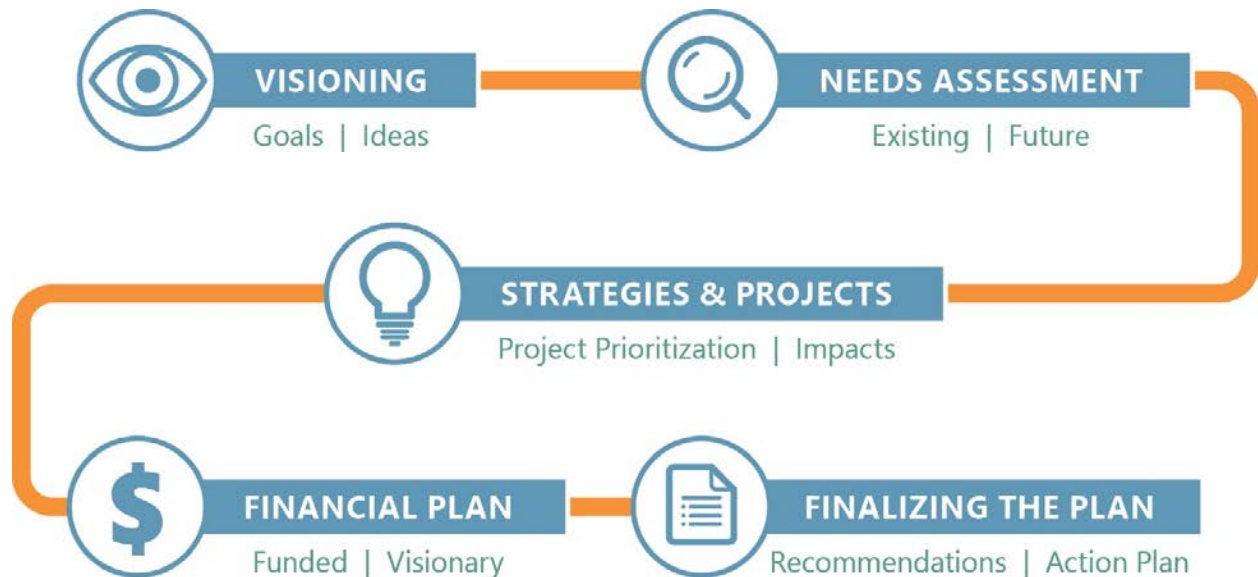 VISIONING
Goals | Ideas
NEEDS ASSESSMENT
Existing | Future
STRATEGIES & PROJECTS
Project Prioritization | Impacts
$
FINANCIAL PLAN
Funded | Visionary
FINALIZING THE PLAN
Recommendations | Action Plan